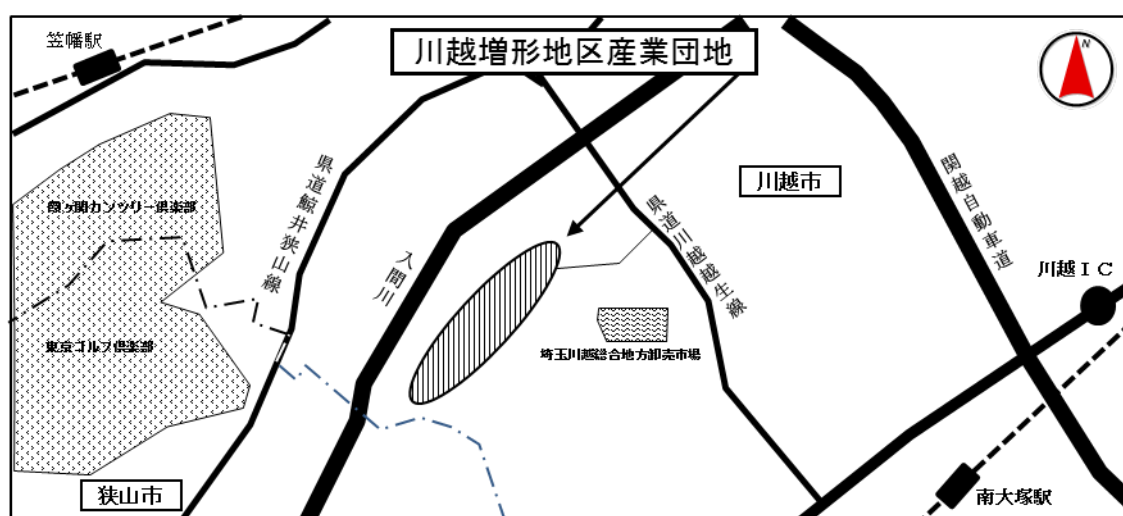 川越増形地区産業団地
笠幡駅
N
霞ヶ関カンツリー倶楽部
東京ゴルフ倶楽部
県道鯨井狭山線
入間川
県道川越越生線
川越市
関越自動車道
川越IC
埼玉川越総合地方卸売市場
狭山市
南大塚駅